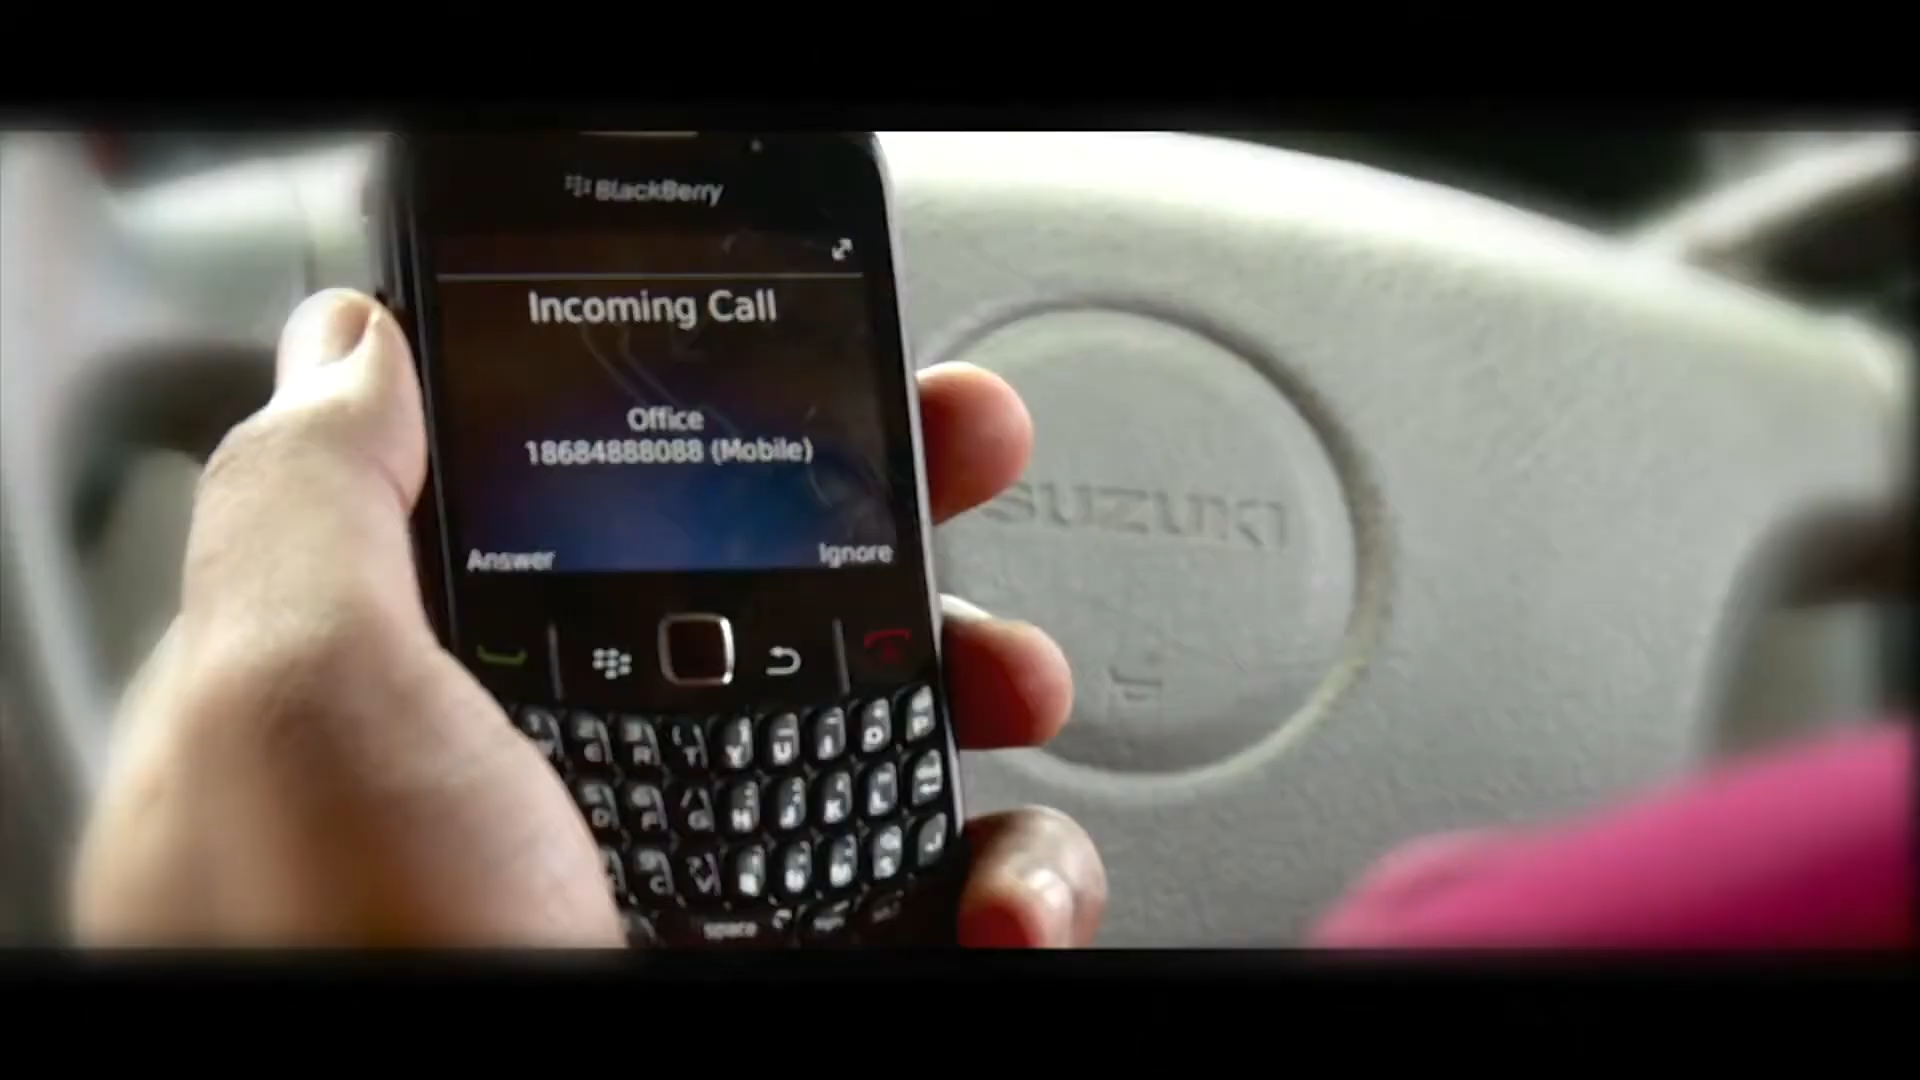 BlackBerry
Incoming Call
Office
18684888088 (Mobile)
Answer
Ignore
SUZUKI
Y U I O P
H J K L
space